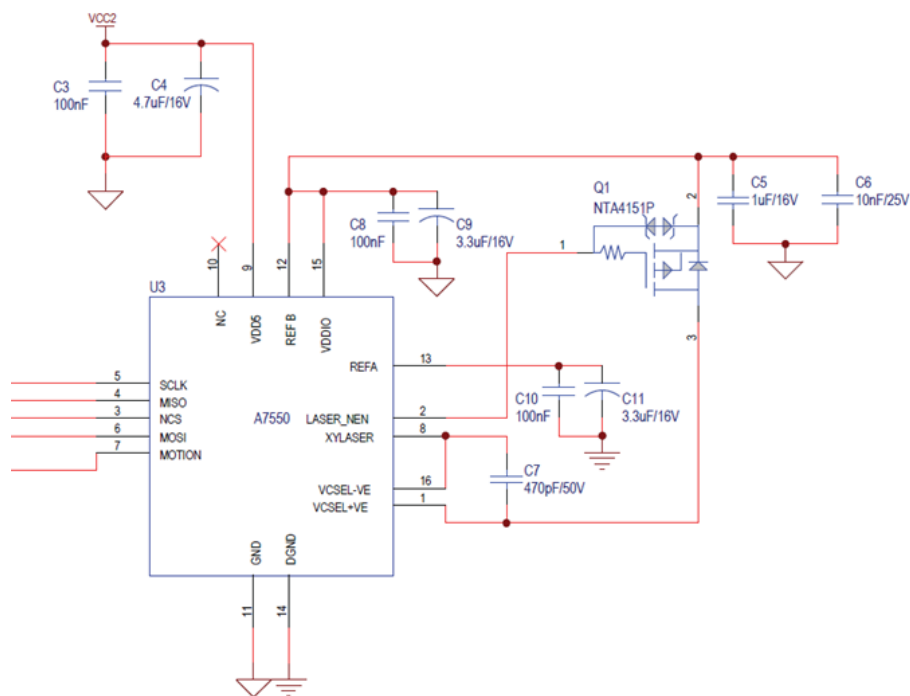 VCC2
C3
100nF
C4
4.7uF/16V
Q1
NTA4151P
2
C5
1uF/16V
C6
10nF/25V
C8
100nF
C9
3.3uF/16V
1
10
9
12
15
3
U3
NC
VDD5
REF B
VDDIO
REFA
13
5
SCLK
4
MISO
3
NCS
6
MOSI
7
MOTION
A7550
LASER_NEN
2
XYLASER
8
VCSEL-VE
16
VCSEL+VE
1
C10
100nF
C11
3.3uF/16V
C7
470pF/50V
GND
DGND
11
14